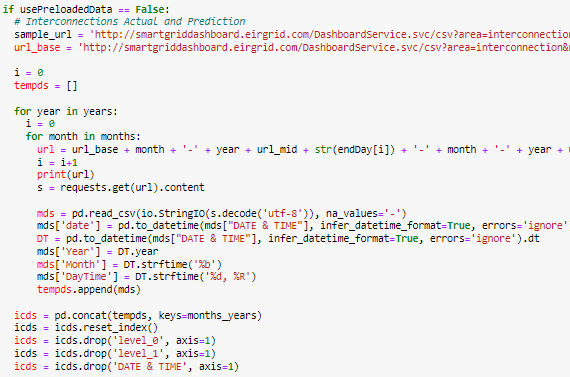 if usePreloadedData == False:
# Interconnections Actual and Prediction
sample_url = 'http://smartgriddashboard.eirgrid.com/DashboardService.svc/csv?area=interconnection
url_base = 'http://smartgriddashboard.eirgrid.com/DashboardService.svc/csv?area=interconnection&
i = 0
tempds = []
for year in years:
i = 0
for month in months:
url = url_base + month + '-' + year + url_mid + str(endDay[i]) + '-' + month + '-' + year +
i = i+1
print(url)
s = requests.get(url).content
mds = pd.read_csv(io.StringIO(s.decode('utf-8')), na_values='-')
mds['date'] = pd.to_datetime(mds["DATE & TIME"], infer_datetime_format=True, errors='ignore'
DT = pd.to_datetime(mds["DATE & TIME"], infer_datetime_format=True, errors='ignore').dt
mds['Year'] = DT.year
mds['Month'] = DT.strftime('%b')
mds['DayTime'] = DT.strftime('%d, %R')
tempds.append(mds)
icds = pd.concat(tempds, keys=months_years)
icds = icds.reset_index()
icds = icds.drop('level_0', axis=1)
icds = icds.drop('level_1', axis=1)
icds = icds.drop('DATE & TIME', axis=1)